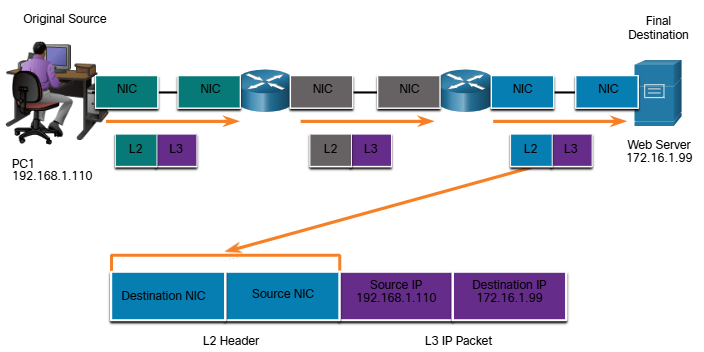 Original Source
Final
Destination
NIC
NIC
NIC
NIC
NIC
NIC
L2
L3
L2
L3
L2
L3
PC1
192.168.1.110
Web Server
172.16.1.99
Destination NIC
Source NIC
Source IP
192.168.1.110
Destination IP
172.16.1.99
L2 Header
L3 IP Packet